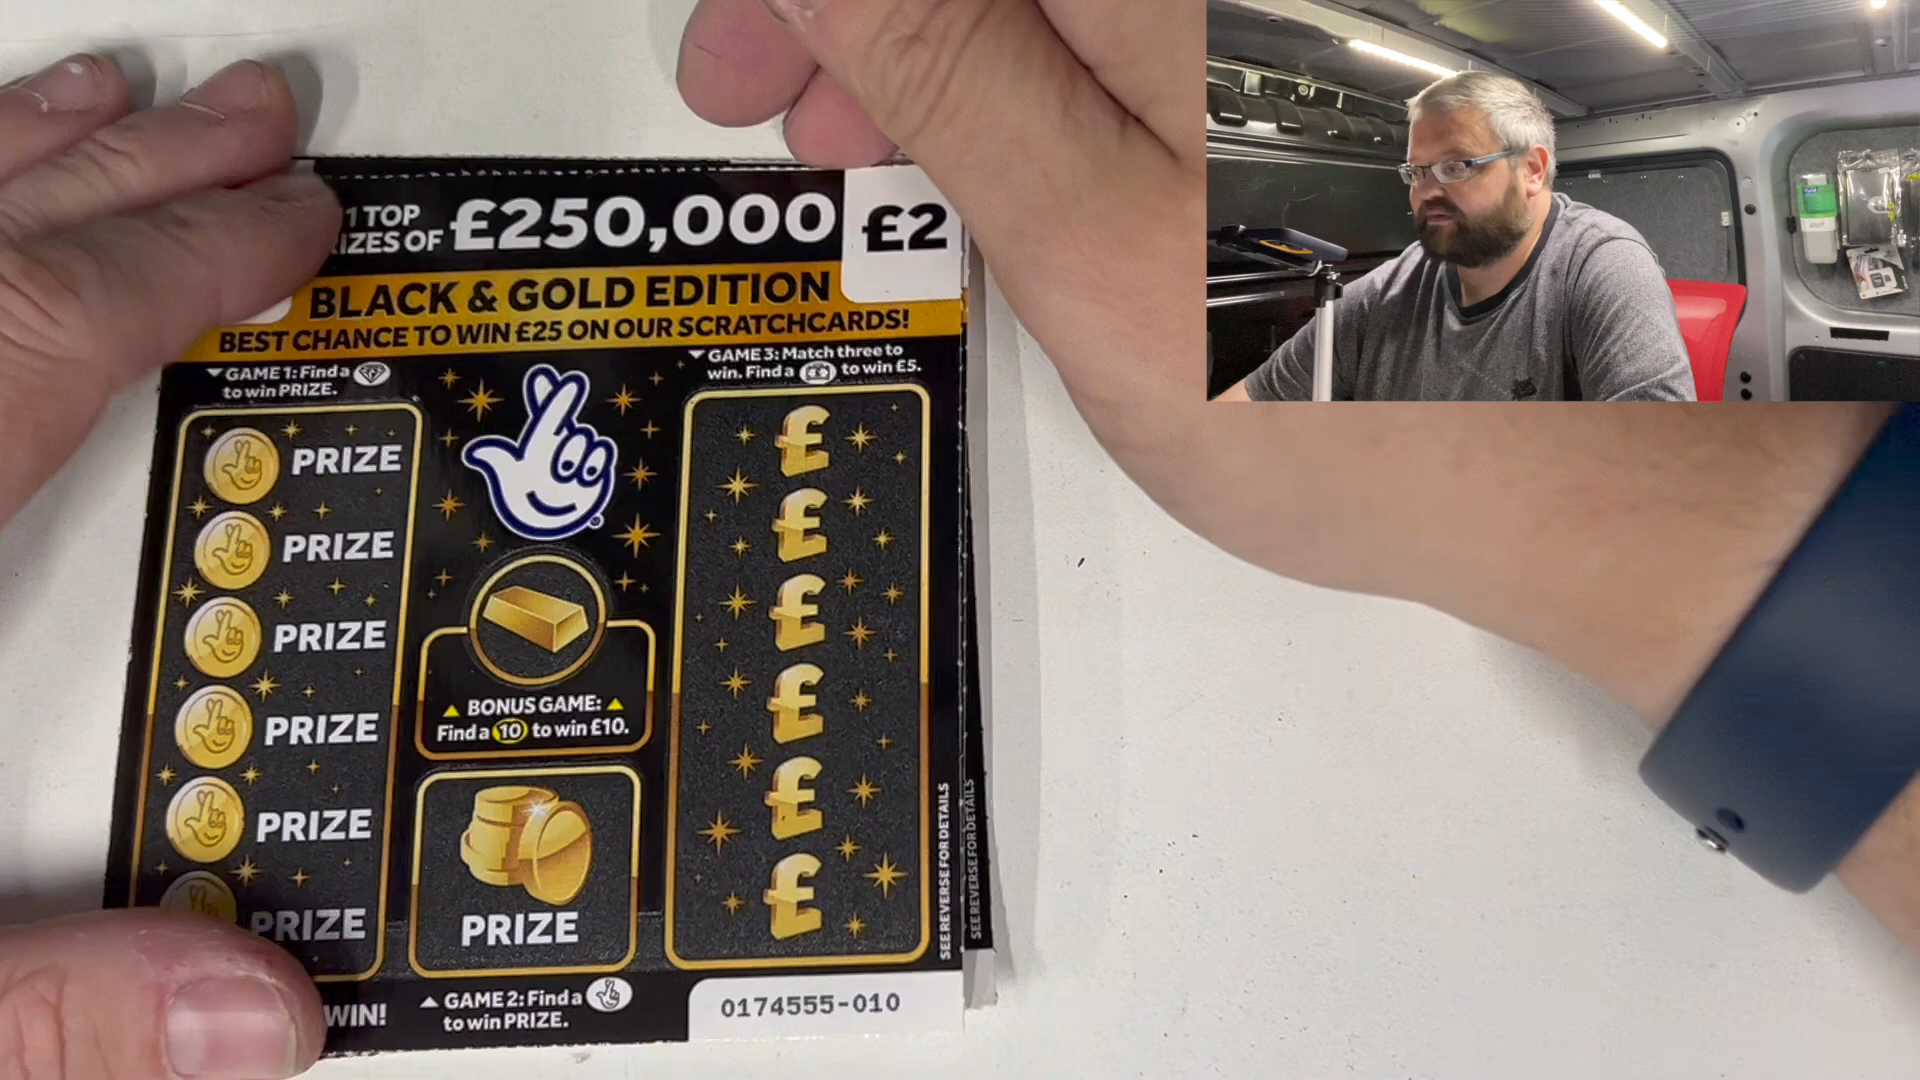 1 TOP
IZES OF £250,000
£2
BLACK & GOLD EDITION
BEST CHANCE TO WIN £25 ON OUR SCRATCHCARDS!
GAME 1: Find a
to win PRIZE.
GAME 3: Match three to
win. Find a to win £5.
PRIZE
PRIZE
PRIZE
PRIZE
PRIZE
PRIZE
£
£
£
£
£
£
BONUS GAME:
Find a 10 to win £10.
PRIZE
WIN!
GAME 2: Find a
to win PRIZE.
0174555-010
SEE REVERSE FOR DETAILS
SEE REVERSE FOR DETAILS